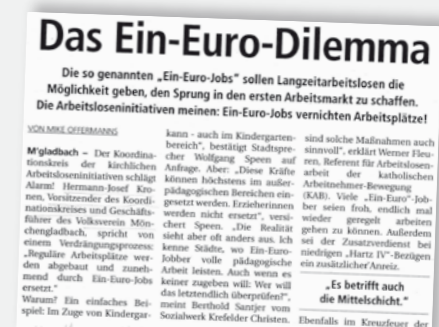 Das Ein-Euro-Dilemma
Die so genannten „Ein-Euro-Jobs" sollen Langzeitarbeitslosen die
Möglichkeit geben, den Sprung in den ersten Arbeitsmarkt zu schaffen.
Die Arbeitsloseninitiativen meinen: Ein-Euro-Jobs vernichten Arbeitsplätze!
VON MIKE OFFERMANNS
M'gladbach – Der Koordina-
tionskreis der kirchlichen
Arbeitsloseninitiativen schlägt
Alarm! Hermann-Josef Kro-
nen, Vorsitzender des Koordi-
nationskreises und Geschäfts-
führer des Volksverein Mön-
chengladbach, spricht von
einem Verdrängungsprozess:
„Reguläre Arbeitsplätze wer-
den abgebaut und zuneh-
mend durch Ein-Euro-Jobs
ersetzt."
Warum? Ein einfaches Bei-
spiel: Im Zuge von Kindergar-
kann - auch im Kindergarten-
bereich", bestätigt Stadtspre-
cher Wolfgang Speen auf
Anfrage. Aber: „Diese Kräfte
können höchstens im außer-
pädagogischen Bereichen ein-
gesetzt werden. Erzieherinnen
werden nicht ersetzt", versi-
chert Speen. „Die Realität
sieht aber oft anders aus. Ich
kenne Städte, wo Ein-Euro-
Jobber volle pädagogische
Arbeit leisten. Auch wenn es
keiner zugeben will: Wer will
das letztendlich überprüfen?",
meint Berthold Santjer vom
Sozialwerk Krefelder Christen.
sind solche Maßnahmen auch
sinnvoll", erklärt Werner Fleu-
ren, Referent für Arbeitslosen-
arbeit der katholischen
Arbeitnehmer-Bewegung
(KAB). Viele „Ein-Euro"-Job-
ber seien froh, endlich mal
wieder geregelt arbeiten
gehen zu können. Außerdem
sei der Zusatzverdienst bei
niedrigen „Hartz IV"-Bezügen
ein zusätzlicher Anreiz.
„Es betrifft auch
die Mittelschicht."
Ebenfalls im Kreuzfeuer der